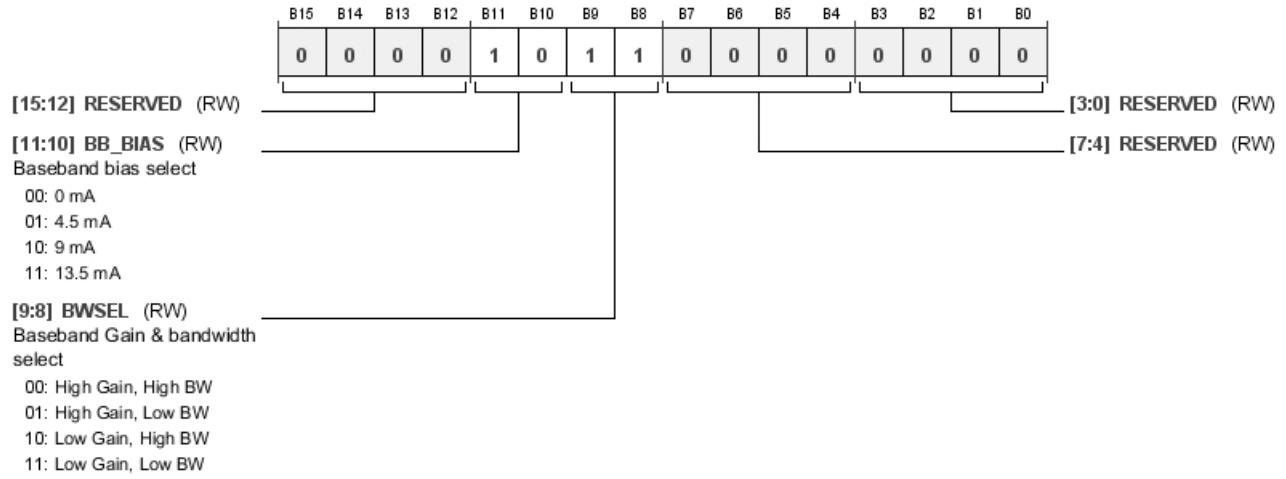 B15 B14 B13 B12 B11 B10 B9 B8 B7 B6 B5 B4 B3 B2 B1 B0
0 0 0 0 1 0 1 1 0 0 0 0 0 0 0 0
[15:12] RESERVED (RW)
[3:0] RESERVED (RW)
[11:10] BB_BIAS (RW)
[7:4] RESERVED (RW)
Baseband bias select
00: 0 mA
01: 4.5 mA
10: 9 mA
11: 13.5 mA
[9:8] BWSEL (RW)
Baseband Gain & bandwidth
select
00: High Gain, High BW
01: High Gain, Low BW
10: Low Gain, High BW
11: Low Gain, Low BW